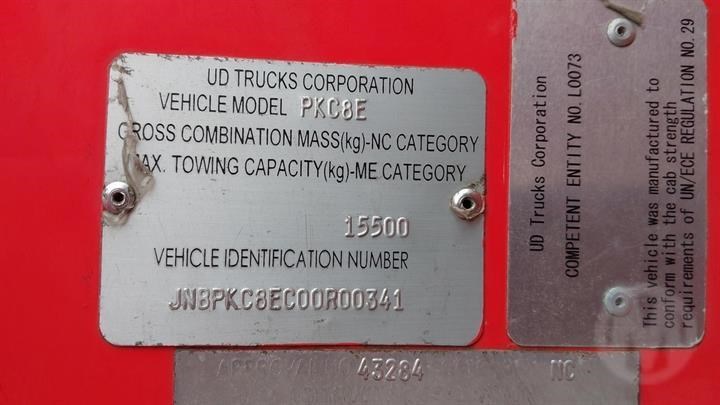 UD TRUCKS CORPORATION
VEHICLE MODEL PKC8E
GROSS COMBINATION MASS(kg)-NC CATEGORY
MAX. TOWING CAPACITY(kg)-ME CATEGORY
15500
VEHICLE IDENTIFICATION NUMBER
JNBPKC8EC00R00341
UD Trucks Corporation
COMPETENT ENTITY NO. L0073
This vehicle was manufactured to
conform with the cab strength
requirements of UN/ECE REGULATION NO. 29
APPROVAL NO 43284 NC